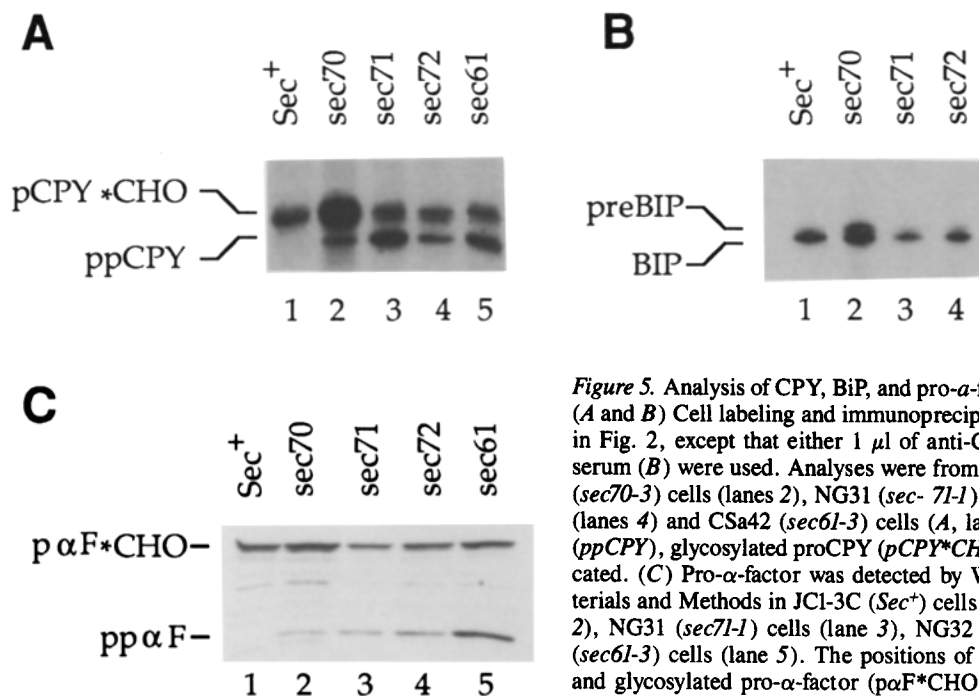 A
Sec+ sec70 sec71 sec72 sec61
pCPY *CHO
ppCPY
1 2 3 4 5
B
Sec+ sec70 sec71 sec72
preBIP
BIP
1 2 3 4
C
Sec+ sec70 sec71 sec72 sec61
pαF*CHO
ppαF
1 2 3 4 5
Figure 5. Analysis of CPY, BiP, and pro-a-
(A and B) Cell labeling and immunoprecip
in Fig. 2, except that either 1 μl of anti-
serum (B) were used. Analyses were from
(sec70-3) cells (lanes 2), NG31 (sec- 71-1)
(lanes 4) and CSa42 (sec61-3) cells (A, la
(ppCPY), glycosylated proCPY (pCPY*CH
cated. (C) Pro-α-factor was detected by
terials and Methods in JC1-3C (Sec+) cells
2), NG31 (sec71-1) cells (lane 3), NG32
(sec61-3) cells (lane 5). The positions of
and glycosylated pro-α-factor (pαF*CHO